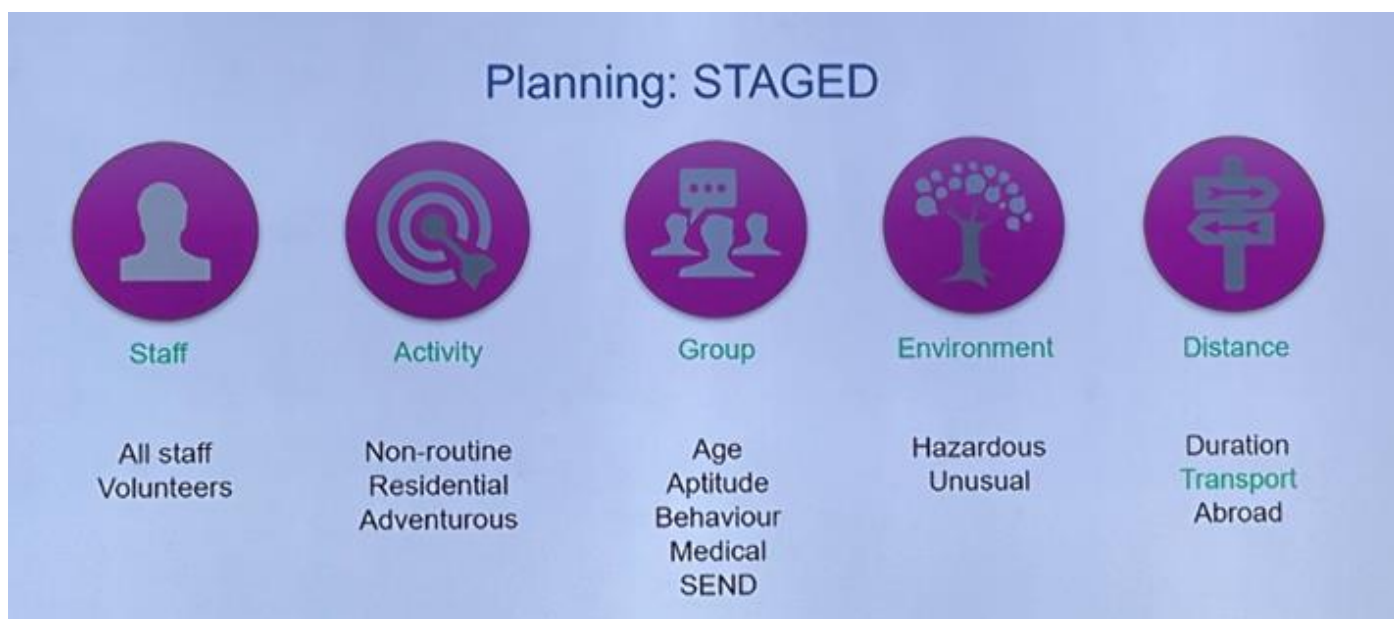 Planning: STAGED
Staff
Activity
Group
Environment
Distance
All staff
Volunteers
Non-routine
Residential
Adventurous
Age
Aptitude
Behaviour
Medical
SEND
Hazardous
Unusual
Duration
Transport
Abroad